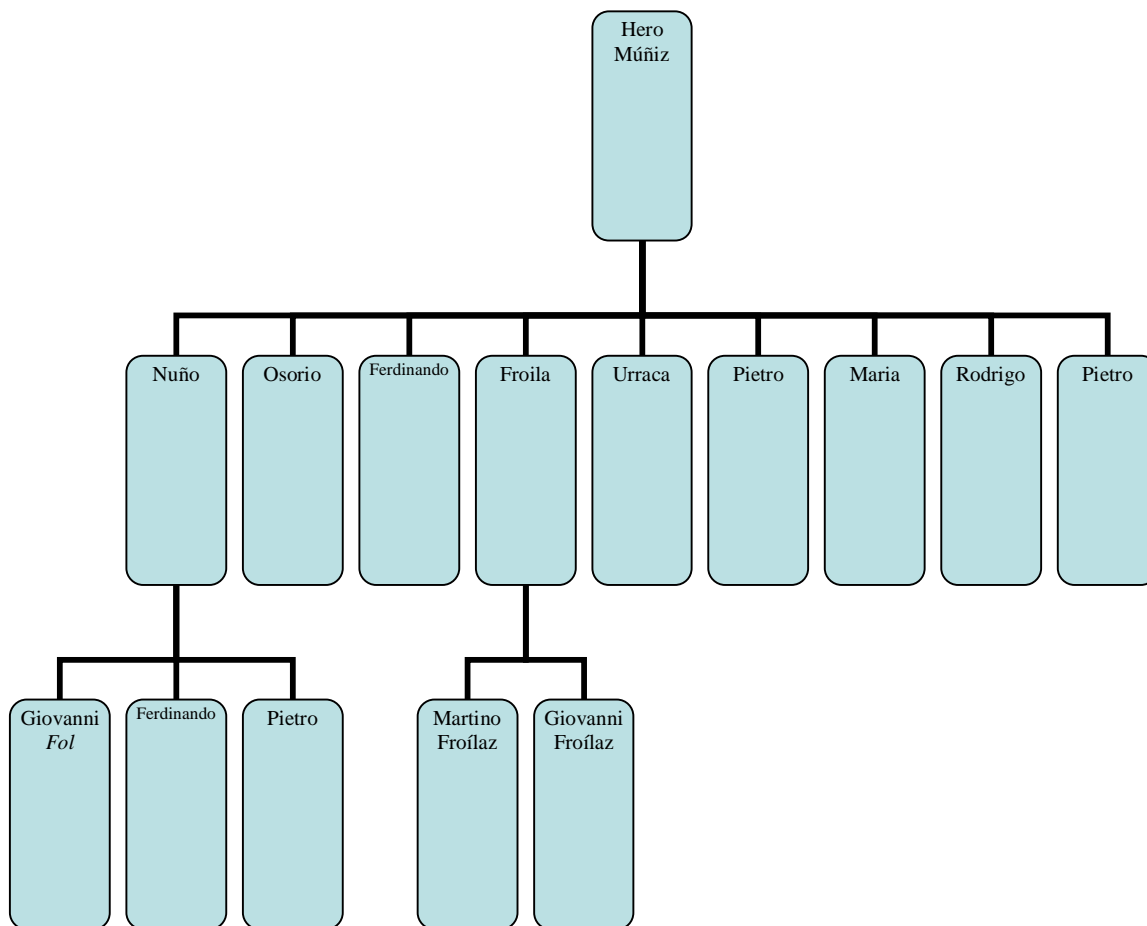 Hero
Múñiz
Nuño
Osorio
Ferdinando
Froila
Urraca
Pietro
Maria
Rodrigo
Pietro
Giovanni
Fol
Ferdinando
Pietro
Martino
Froílaz
Giovanni
Froílaz